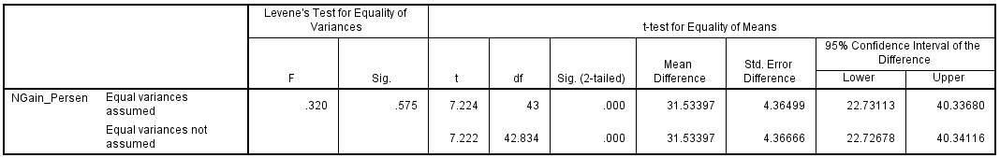 Levene's Test for Equality of
Variances
t-test for Equality of Means
F
Sig.
t
df
Sig. (2-tailed)
Mean
Difference
Std. Error
Difference
95% Confidence Interval of the
Difference
Lower
Upper
NGain_Persen
Equal variances
assumed
.320
.575
7.224
43
.000
31.53397
4.36499
22.73113
40.33680
Equal variances not
assumed
7.222
42.834
.000
31.53397
4.36666
22.72678
40.34116